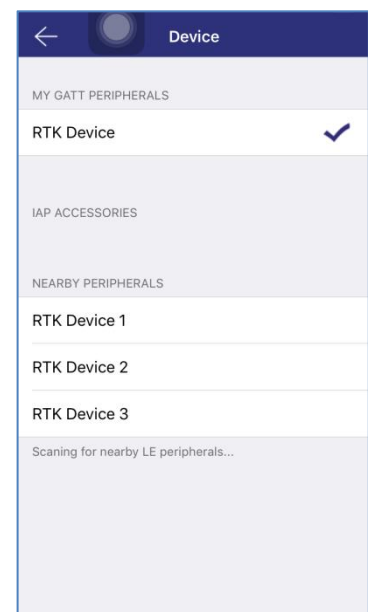 Device
MY GATT PERIPHERALS
RTK Device
IAP ACCESSORIES
NEARBY PERIPHERALS
RTK Device 1
RTK Device 2
RTK Device 3
Scaning for nearby LE peripherals...